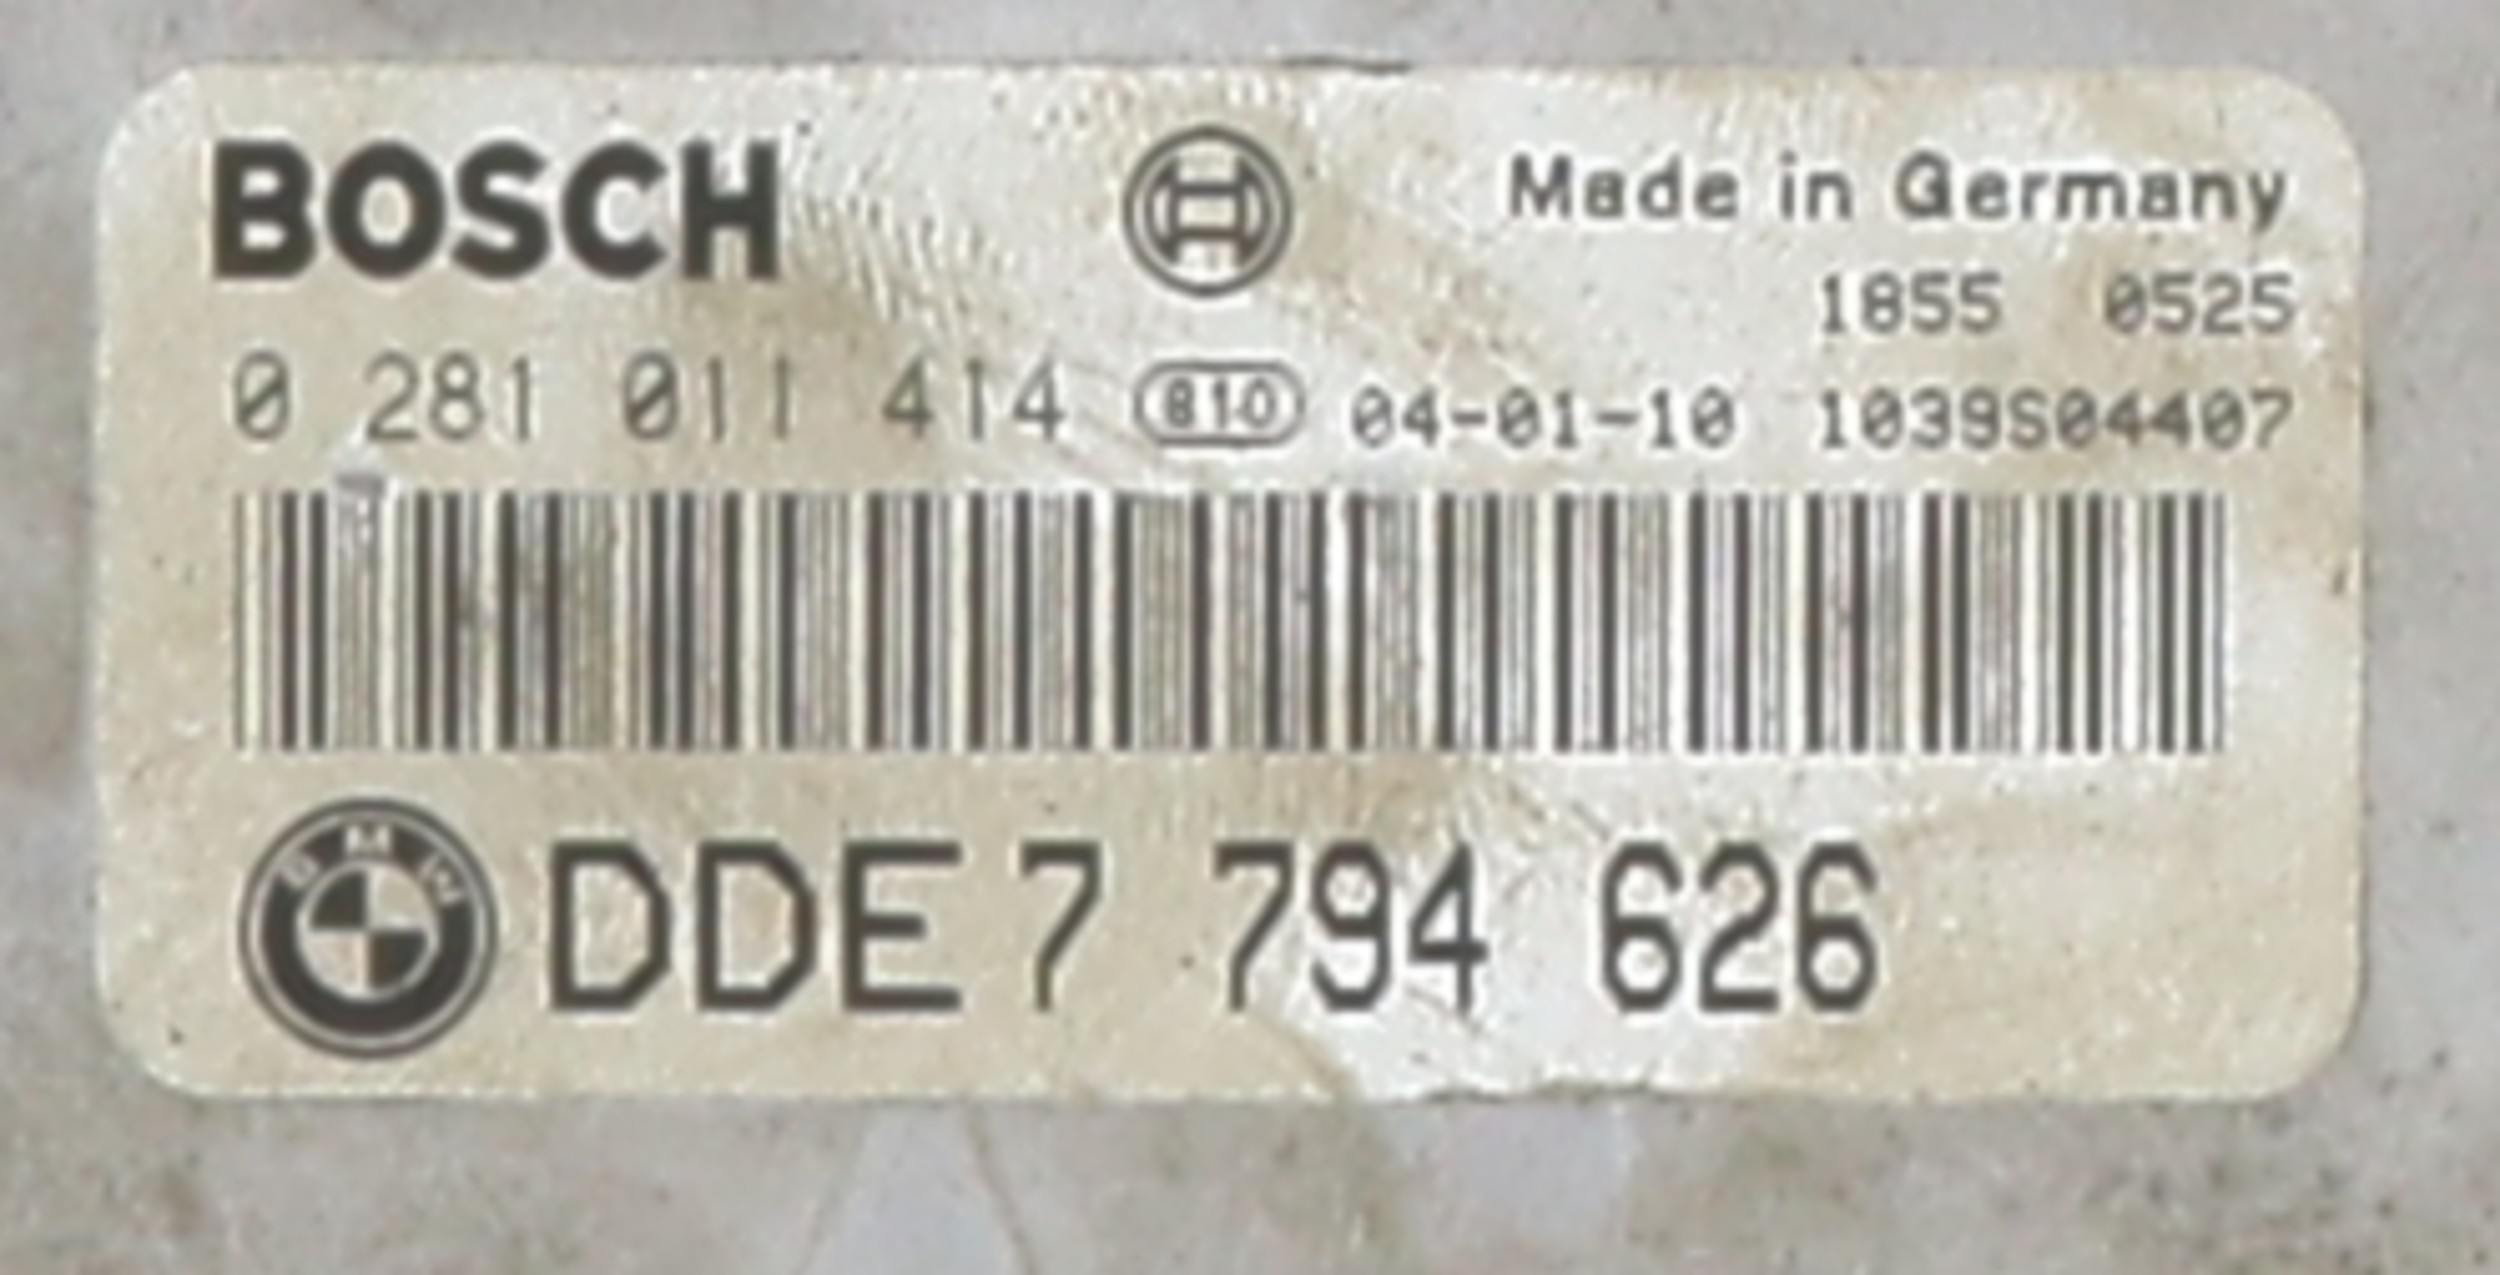 BOSCH Made in Germany
1855 0525
0 281 011 414 810 04-01-10 1039S04407
BMW DDE 7 794 626